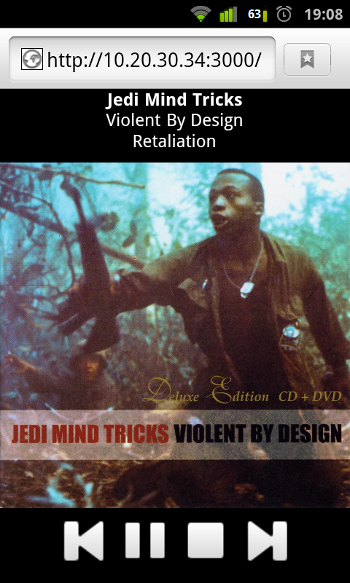 63 19:08
http://10.20.30.34:3000/
Jedi Mind Tricks
Violent By Design
Retaliation
Deluxe Edition CD + DVD
JEDI MIND TRICKS VIOLENT BY DESIGN